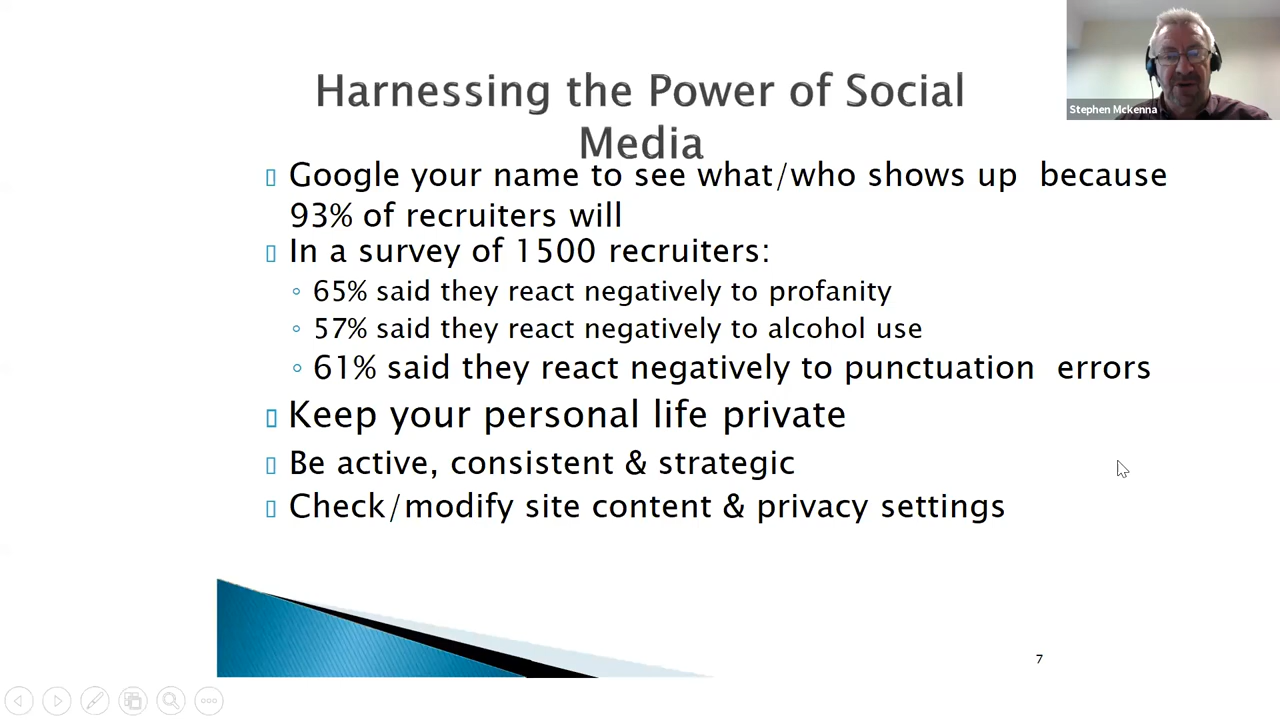 Harnessing the Power of Social
Media
Stephen Mckenna
Google your name to see what/who shows up because
93% of recruiters will
In a survey of 1500 recruiters:
65% said they react negatively to profanity
57% said they react negatively to alcohol use
61% said they react negatively to punctuation errors
Keep your personal life private
Be active, consistent & strategic
Check/modify site content & privacy settings
7